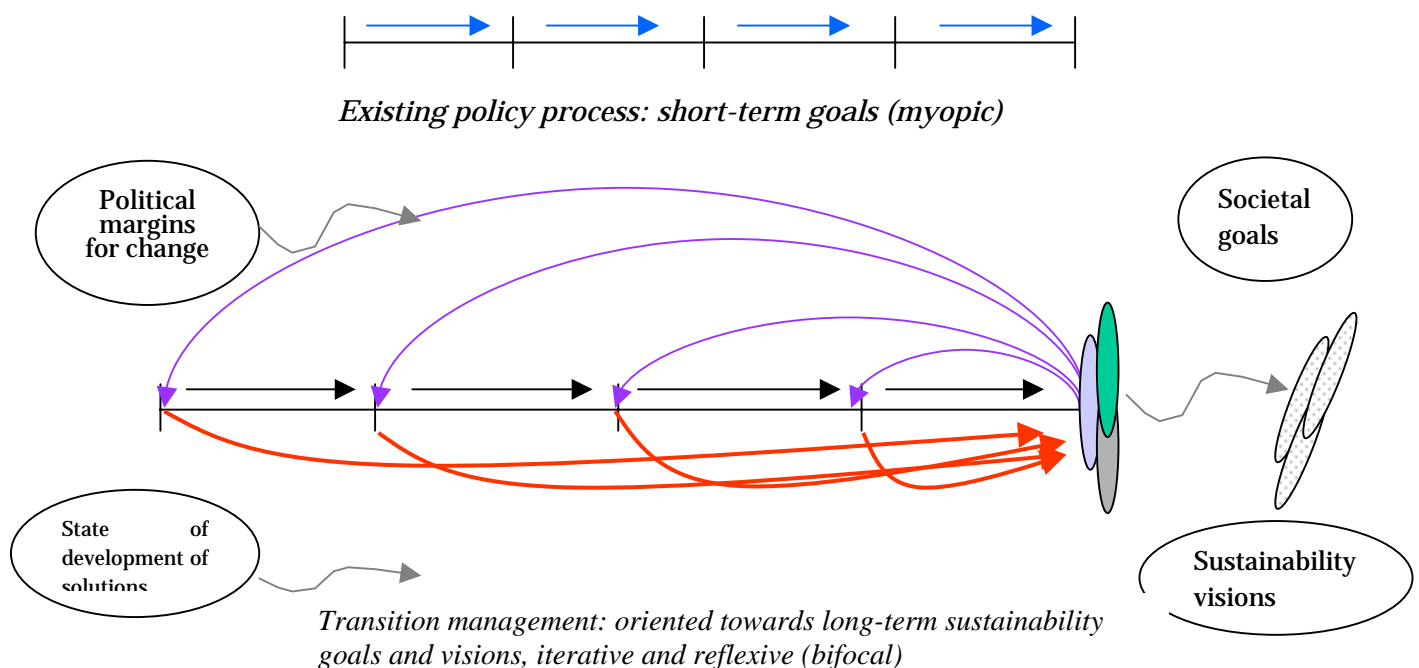 Existing policy process: short-term goals (myopic)
Political
margins
for change
Societal
goals
State of
development of
solutions
Sustainability
visions
Transition management: oriented towards long-term sustainability
goals and visions, iterative and reflexive (bifocal)